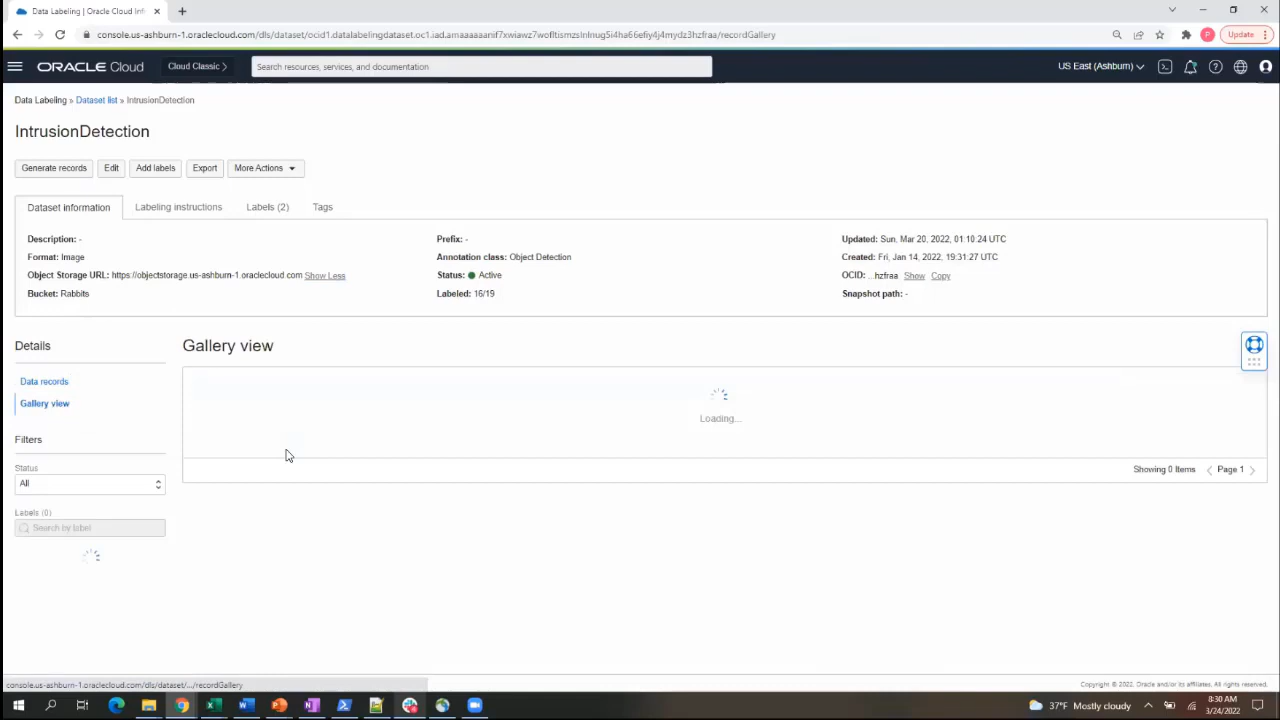 Data Labeling | Oracle Cloud Infr
console.us-ashburn-1.oraclecloud.com/dls/dataset/ocid1.datalabelingdataset.oc1.iad.amaaaaaanif7xwiawz7wofltismzslnlnug5i4ha66efiy4j4mydz3hzfraa/recordGallery
P
Update
ORACLE Cloud
Cloud Classic >
Search resources, services, and documentation
US East (Ashburn)
Data Labeling » Dataset list » IntrusionDetection
IntrusionDetection
Generate records
Edit
Add labels
Export
More Actions
Dataset information
Labeling instructions
Labels (2)
Tags
Description: -
Format: Image
Object Storage URL: https://objectstorage.us-ashburn-1.oraclecloud.com Show Less
Bucket: Rabbits
Prefix: -
Annotation class: Object Detection
Status: Active
Labeled: 16/19
Updated: Sun, Mar 20, 2022, 01:10:24 UTC
Created: Fri, Jan 14, 2022, 19:31:27 UTC
OCID: ...hzfraa Show Copy
Snapshot path: -
Details
Data records
Gallery view
Filters
Status
All
Labels (0)
Search by label
Gallery view
Loading...
Showing 0 Items
Page 1
console.us-ashburn-1.oraclecloud.com/dls/dataset/.../recordGallery
Copyright © 2022, Oracle and/or its affiliates. All rights reserved.
37°F Mostly cloudy
8:30 AM
3/24/2022